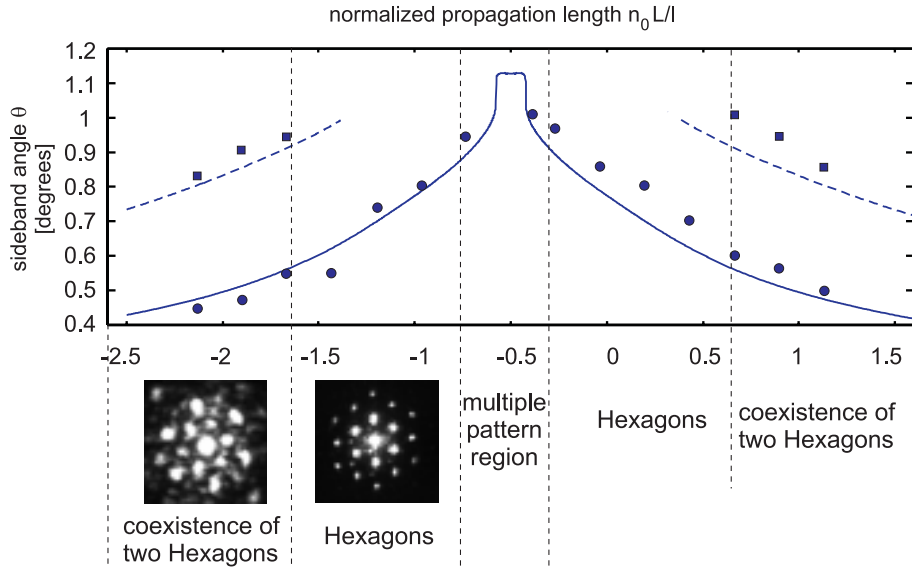 normalized propagation length n₀L/l
sideband angle θ
[degrees]
1.2
1.1
1
0.9
0.8
0.7
0.6
0.5
0.4
-2.5
-2
-1.5
-1
-0.5
0
0.5
1
1.5
multiple
pattern
region
Hexagons
coexistence of
two Hexagons
coexistence of
two Hexagons
Hexagons